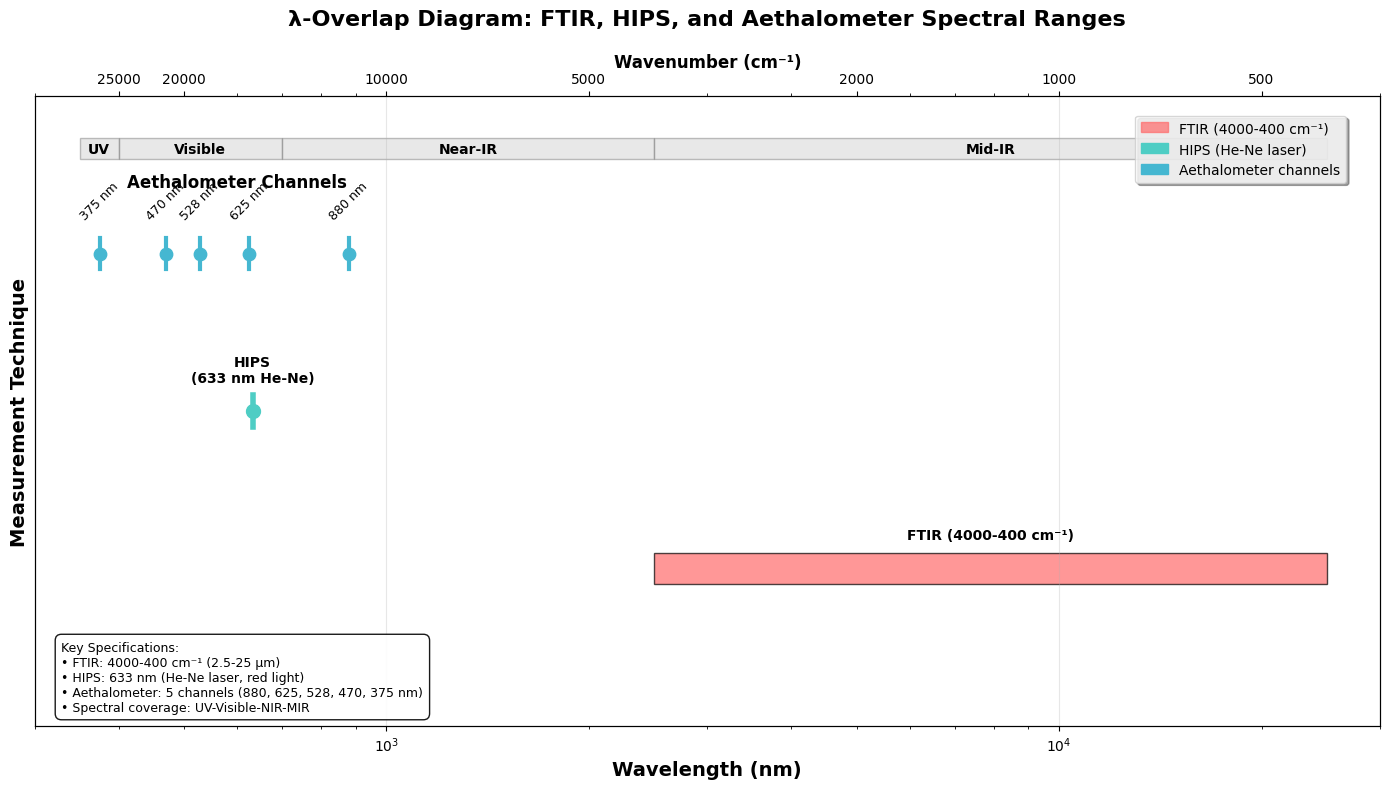 λ-Overlap Diagram: FTIR, HIPS, and Aethalometer Spectral Ranges
Wavenumber (cm⁻¹)
25000 20000 10000 5000 2000 1000 500
UV Visible Near-IR Mid-IR
FTIR (4000-400 cm⁻¹)
HIPS (He-Ne laser)
Aethalometer channels
Aethalometer Channels
375 nm 470 nm 528 nm 625 nm 880 nm
HIPS
(633 nm He-Ne)
Measurement Technique
FTIR (4000-400 cm⁻¹)
Key Specifications:
• FTIR: 4000-400 cm⁻¹ (2.5-25 μm)
• HIPS: 633 nm (He-Ne laser, red light)
• Aethalometer: 5 channels (880, 625, 528, 470, 375 nm)
• Spectral coverage: UV-Visible-NIR-MIR
10³ 10⁴
Wavelength (nm)